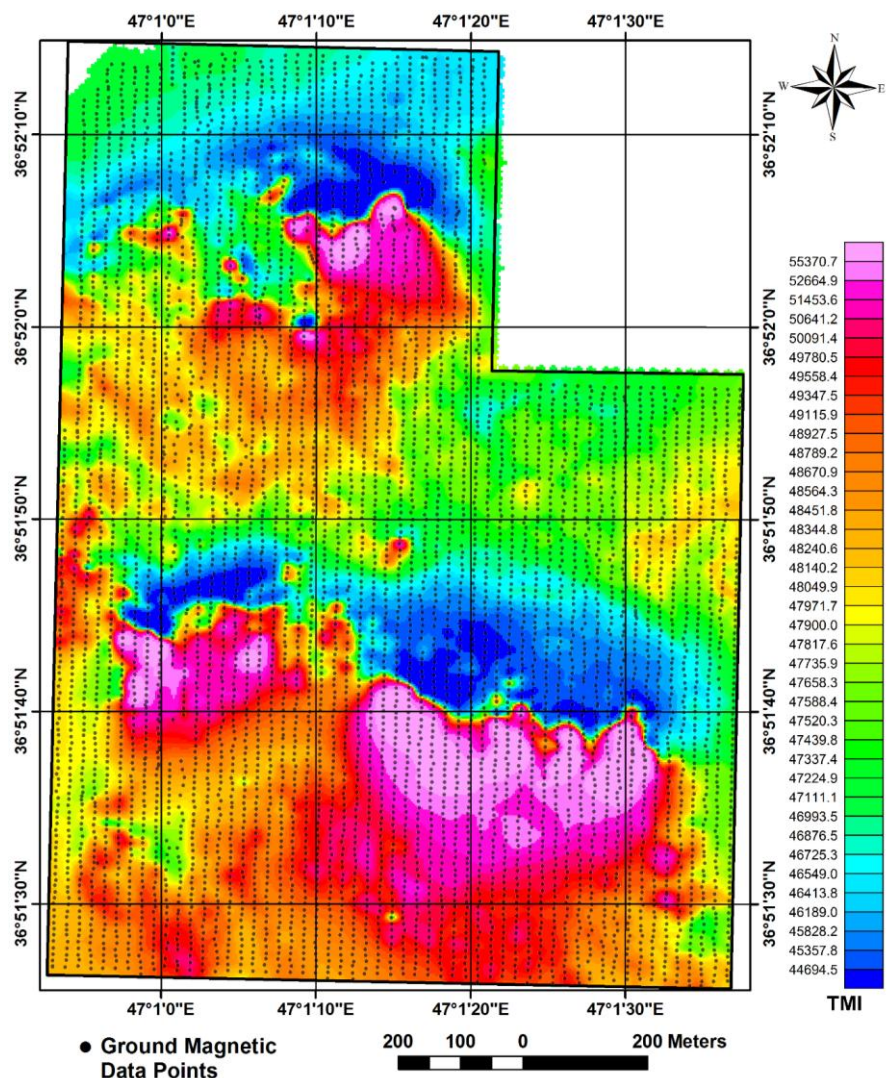 47°1'0"E 47°1'10"E 47°1'20"E 47°1'30"E
N
W E
S
36°52'10"N 36°52'10"N
36°52'0"N 36°52'0"N
36°51'50"N 36°51'50"N
36°51'40"N 36°51'40"N
36°51'30"N 36°51'30"N
55370.7
52664.9
51453.6
50641.2
50091.4
49780.5
49558.4
49347.5
49115.9
48927.5
48789.2
48670.9
48564.3
48451.8
48344.8
48240.6
48140.2
48049.9
47971.7
47900.0
47817.6
47735.9
47658.3
47588.4
47520.3
47439.8
47337.4
47224.9
47111.1
46993.5
46876.5
46725.3
46549.0
46413.8
46189.0
45828.2
45357.8
44694.5
TMI
47°1'0"E 47°1'10"E 47°1'20"E 47°1'30"E
Ground Magnetic
Data Points
200 100 0 200 Meters